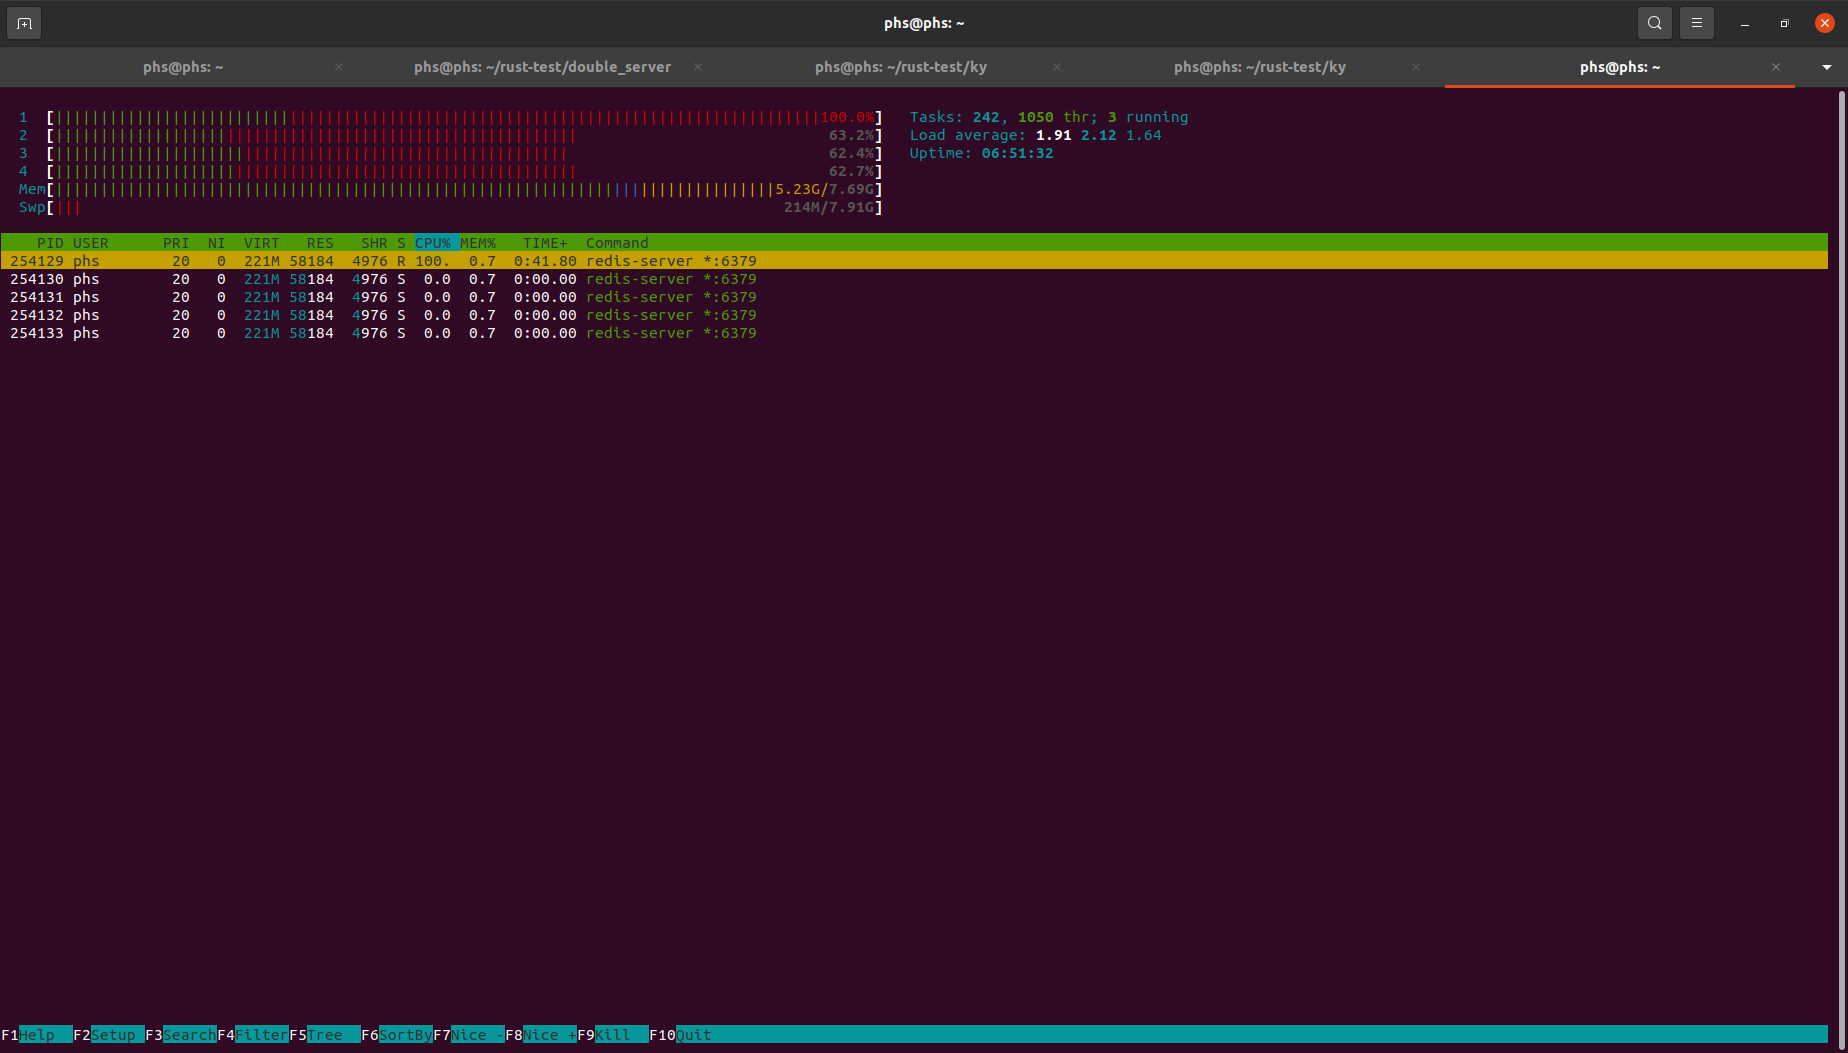 phs@phs: ~
phs@phs: ~ phs@phs: ~/rust-test/double_server phs@phs: ~/rust-test/ky phs@phs: ~/rust-test/ky phs@phs: ~
1 [||||||||||||||||||||||||||||||||||||||||||||||||||||||||||||||||||||||||||||||||||||100.0%] Tasks: 242, 1050 thr; 3 running
2 [|||||||||||||||||||||||||||||||||||||||||||||||||||||||||| 63.2%] Load average: 1.91 2.12 1.64
3 [||||||||||||||||||||||||||||||||||||||||||||||||||||||||| 62.4%] Uptime: 06:51:32
4 [|||||||||||||||||||||||||||||||||||||||||||||||||||||||||| 62.7%]
Mem[||||||||||||||||||||||||||||||||||||||||||||||||||||||||||||||||||||||||||||||||5.23G/7.69G]
Swp[||| 214M/7.91G]
PID USER PRI NI VIRT RES SHR S CPU% MEM% TIME+ Command
254129 phs 20 0 221M 58184 4976 R 100. 0.7 0:41.80 redis-server *:6379
254130 phs 20 0 221M 58184 4976 S 0.0 0.7 0:00.00 redis-server *:6379
254131 phs 20 0 221M 58184 4976 S 0.0 0.7 0:00.00 redis-server *:6379
254132 phs 20 0 221M 58184 4976 S 0.0 0.7 0:00.00 redis-server *:6379
254133 phs 20 0 221M 58184 4976 S 0.0 0.7 0:00.00 redis-server *:6379
F1Help F2Setup F3SearchF4FilterF5Tree F6SortByF7Nice -F8Nice +F9Kill F10Quit